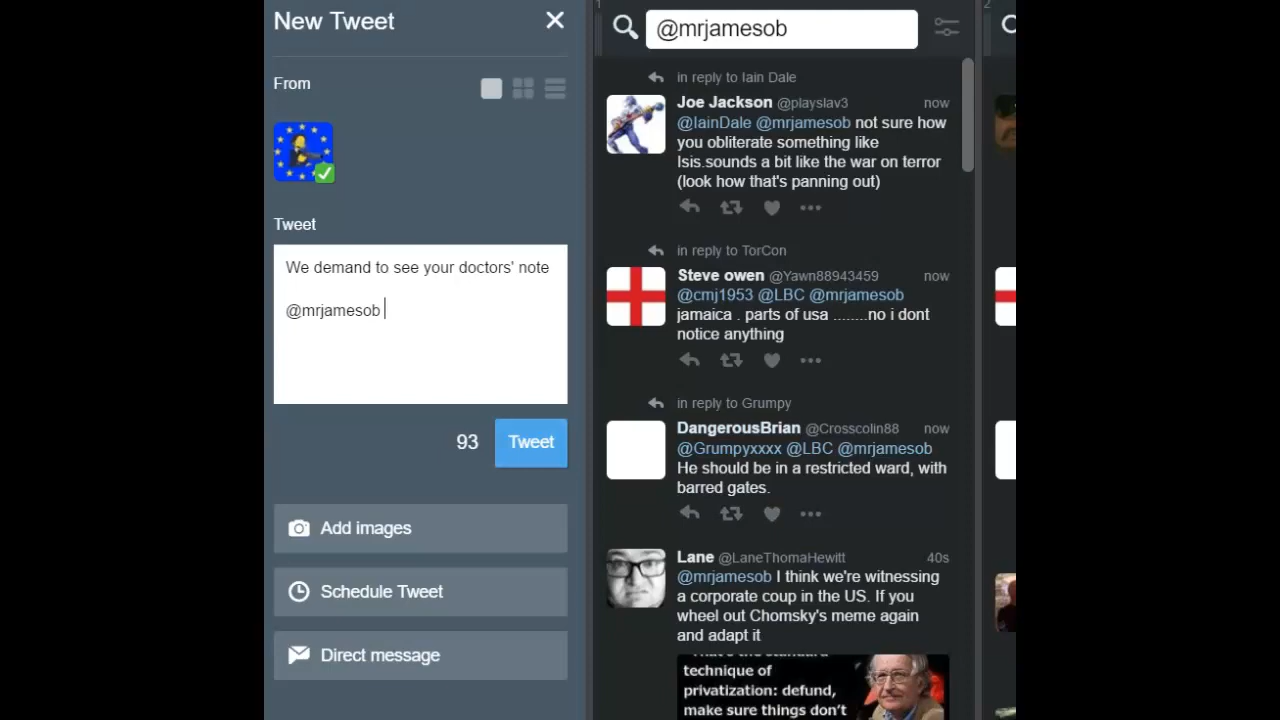 New Tweet
From
Tweet
We demand to see your doctors' note
@mrjamesob
93
Tweet
Add images
Schedule Tweet
Direct message
1
@mrjamesob
in reply to Iain Dale
Joe Jackson @playslav3 now
@IainDale @mrjamesob not sure how
you obliterate something like
Isis.sounds a bit like the war on terror
(look how that's panning out)
in reply to TorCon
Steve owen @Yawn88943459 now
@cmj1953 @LBC @mrjamesob
jamaica . parts of usa ........no i dont
notice anything
in reply to Grumpy
DangerousBrian @Crosscolin88 now
@Grumpyxxxx @LBC @mrjamesob
He should be in a restricted ward, with
barred gates.
Lane @LaneThomaHewitt 40s
@mrjamesob I think we're witnessing
a corporate coup in the US. If you
wheel out Chomsky's meme again
and adapt it
That's the standard
technique of
privatization: defund,
make sure things don't
2